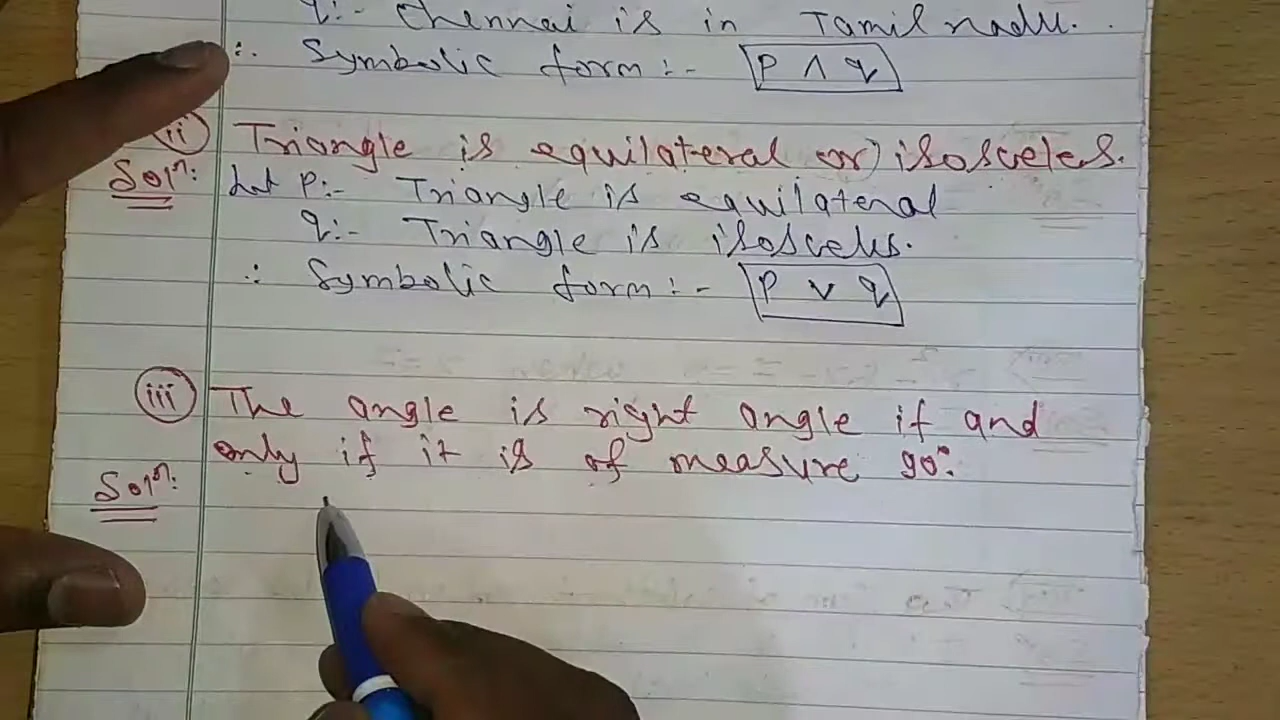 q:- Chennai is in Tamil nadu.
∴ Symbolic form:- p ∧ q
(ii) Triangle is equilateral (or) isosceles.
Soln: Let p:- Triangle is equilateral
q:- Triangle is isosceles.
∴ Symbolic form:- p ∨ q
(iii) The angle is right angle if and
only if it is of measure 90°.
Soln: